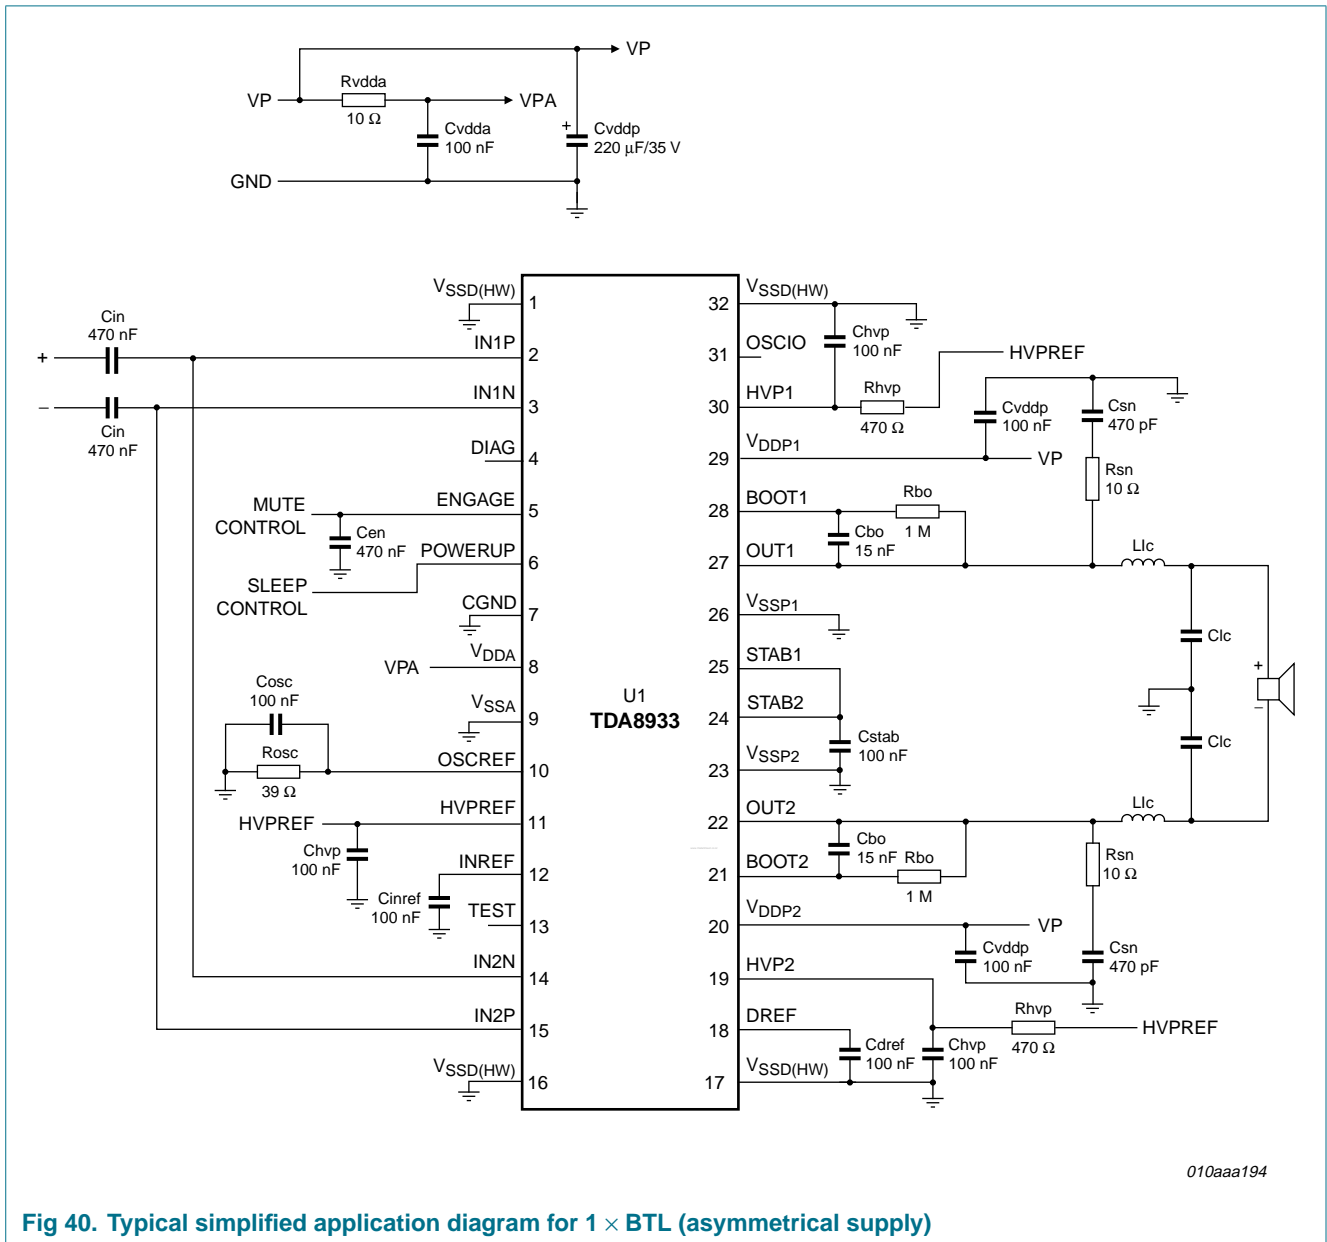 VP
Rvdda
VP
10 Ω
VPA
Cvdda
100 nF
+
Cvddp
220 μF/35 V
GND
VSSD(HW)
1
Cin
470 nF
+
IN1P
2
−
IN1N
3
Cin
470 nF
DIAG
4
MUTE
CONTROL
ENGAGE
5
Cen
470 nF
POWERUP
6
SLEEP
CONTROL
CGND
7
VPA
VDDA
8
Cosc
100 nF
VSSA
9
Rosc
39 Ω
OSCREF
10
HVPREF
HVPREF
11
Chvp
100 nF
INREF
12
Cinref
100 nF
TEST
13
IN2N
14
IN2P
15
VSSD(HW)
16
U1
TDA8933
32
VSSD(HW)
Chvp
100 nF
31
OSCIO
HVPREF
30
HVP1
Rhvp
470 Ω
Cvddp
100 nF
Csn
470 pF
29
VDDP1
VP
Rsn
10 Ω
28
BOOT1
Rbo
1 M
Cbo
15 nF
27
OUT1
Llc
26
VSSP1
Clc
25
STAB1
+
−
24
STAB2
Cstab
100 nF
Clc
23
VSSP2
22
OUT2
Llc
Cbo
15 nF
21
BOOT2
Rbo
1 M
Rsn
10 Ω
20
VDDP2
VP
Cvddp
100 nF
Csn
470 pF
19
HVP2
Rhvp
470 Ω
HVPREF
18
DREF
Cdref
100 nF
Chvp
100 nF
17
VSSD(HW)
010aaa194
Fig 40. Typical simplified application diagram for 1 × BTL (asymmetrical supply)